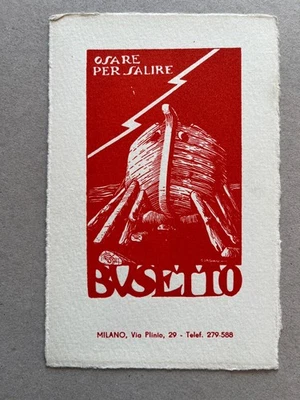 OSARE
PER SALIRE
BVSETTO
MILANO, Via Plinio, 29 - Telef. 279-588